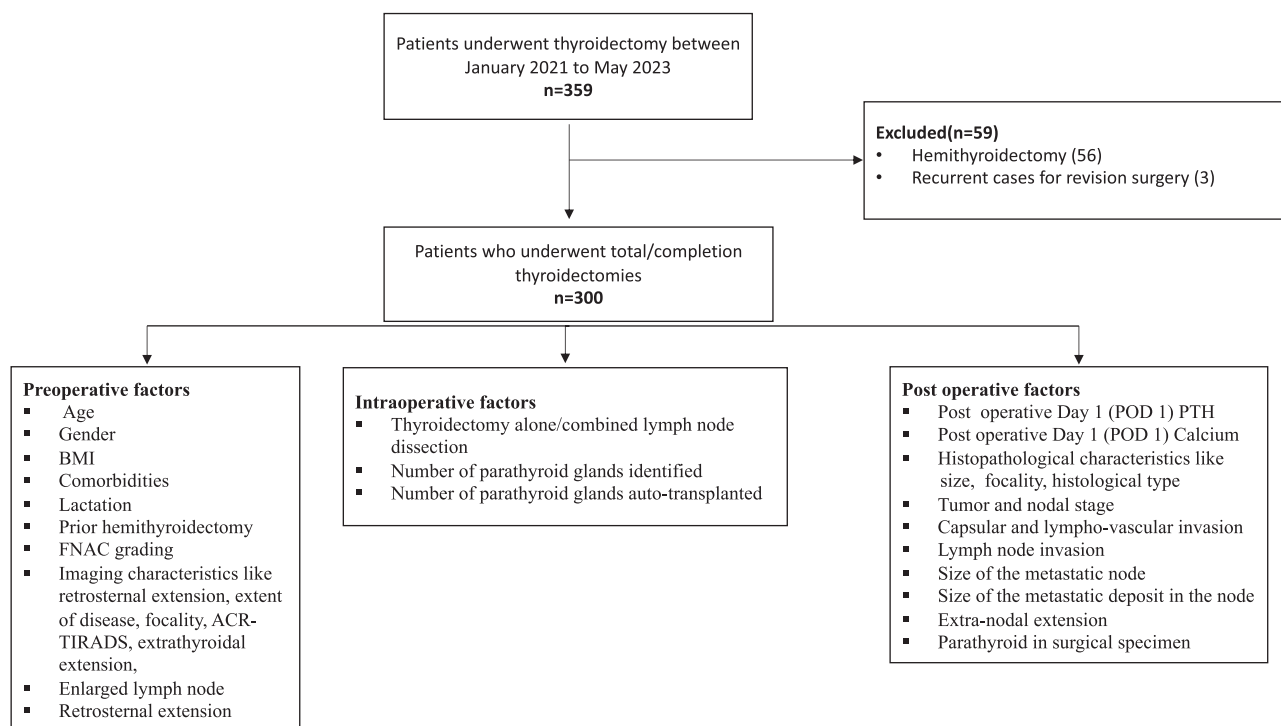 Patients underwent thyroidectomy between
January 2021 to May 2023
n=359
Excluded(n=59)
• Hemithyroidectomy (56)
• Recurrent cases for revision surgery (3)
Patients who underwent total/completion
thyroidectomies
n=300
Preoperative factors
▪ Age
▪ Gender
▪ BMI
▪ Comorbidities
▪ Lactation
▪ Prior hemithyroidectomy
▪ FNAC grading
▪ Imaging characteristics like
retrosternal extension, extent
of disease, focality, ACR-
TIRADS, extrathyroidal
extension,
▪ Enlarged lymph node
▪ Retrosternal extension
Intraoperative factors
▪ Thyroidectomy alone/combined lymph node
dissection
▪ Number of parathyroid glands identified
▪ Number of parathyroid glands auto-transplanted
Post operative factors
▪ Post operative Day 1 (POD 1) PTH
▪ Post operative Day 1 (POD 1) Calcium
▪ Histopathological characteristics like
size, focality, histological type
▪ Tumor and nodal stage
▪ Capsular and lympho-vascular invasion
▪ Lymph node invasion
▪ Size of the metastatic node
▪ Size of the metastatic deposit in the node
▪ Extra-nodal extension
▪ Parathyroid in surgical specimen